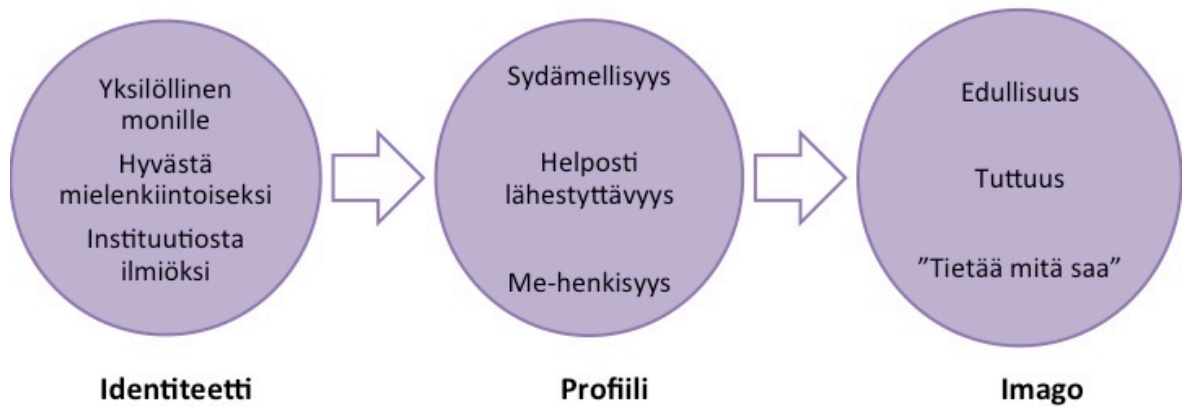 Yksilöllinen
monille
Hyvästä
mielenkiintoiseksi
Instituutiosta
ilmiöksi
Identiteetti
Sydämellisyys
Helposti
lähestyttävyys
Me-henkisyys
Profiili
Edullisuus
Tuttuus
”Tietää mitä saa”
Imago